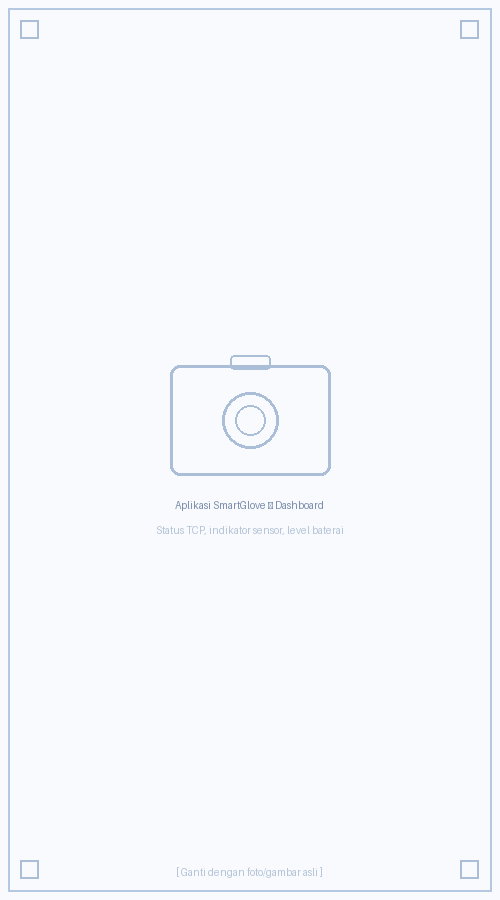 Aplikasi SmartGlove ▯ Dashboard
Status TCP, indikator sensor, level baterai
[ Ganti dengan foto/gambar asli ]